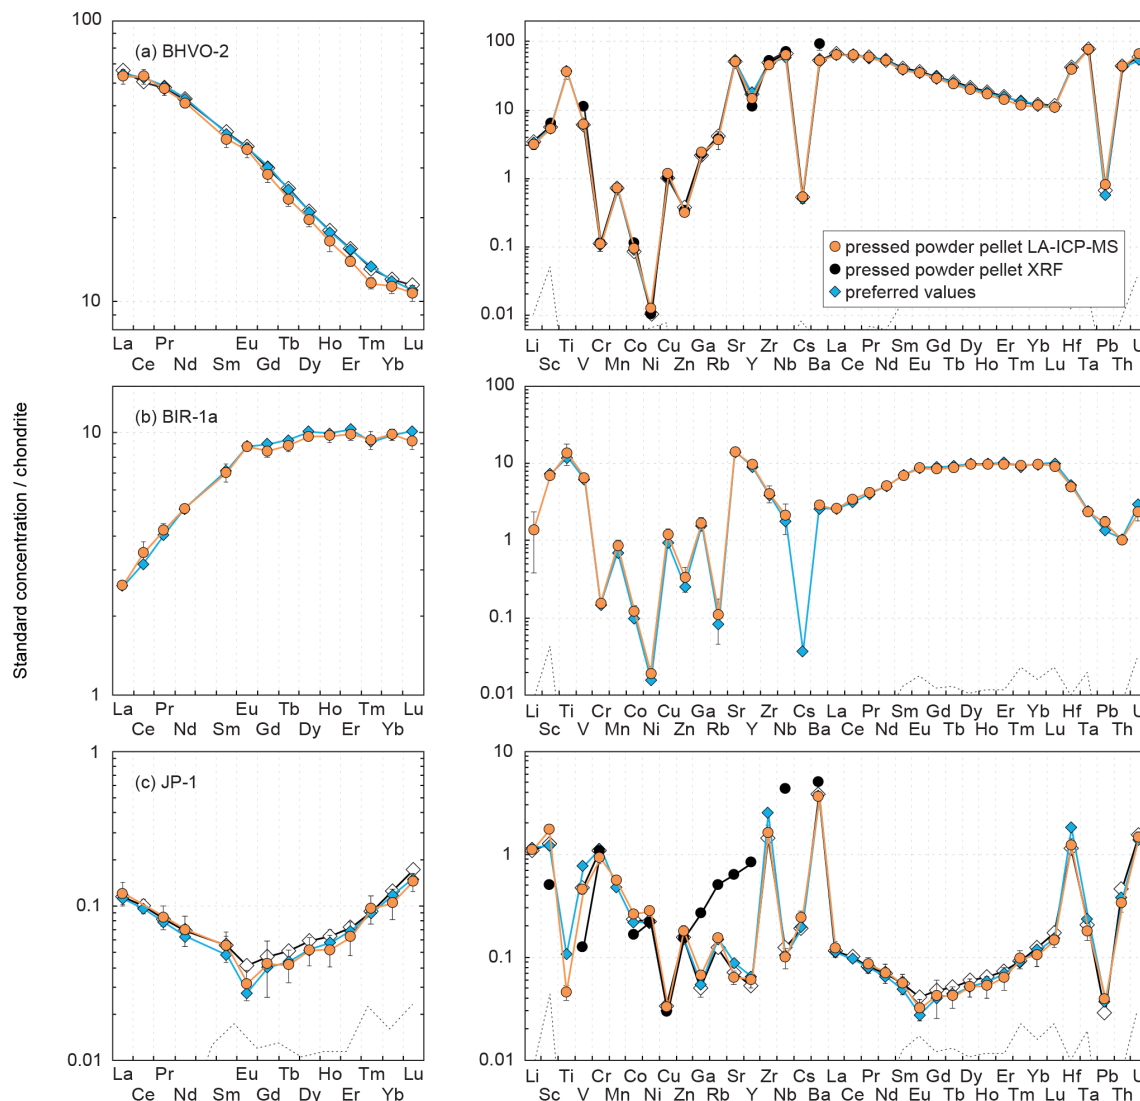 Standard concentration / chondrite
(a) BHVO-2
100
10
La Pr Eu Tb Ho Tm Lu
Ce Nd Sm Gd Dy Er Yb
100
10
1
0.1
0.01
pressed powder pellet LA-ICP-MS
pressed powder pellet XRF
preferred values
Li Ti Cr Co Cu Ga Sr Zr Cs La Pr Sm Gd Dy Er Yb Hf Pb U
Sc V Mn Ni Zn Rb Y Nb Ba Ce Nd Eu Tb Ho Tm Lu Ta Th
(b) BIR-1a
10
1
La Pr Eu Tb Ho Tm Lu
Ce Nd Sm Gd Dy Er Yb
100
10
1
0.1
0.01
Li Ti Cr Co Cu Ga Sr Zr Cs La Pr Sm Gd Dy Er Yb Hf Pb U
Sc V Mn Ni Zn Rb Y Nb Ba Ce Nd Eu Tb Ho Tm Lu Ta Th
(c) JP-1
1
0.1
0.01
La Pr Eu Tb Ho Tm Lu
Ce Nd Sm Gd Dy Er Yb
10
1
0.1
0.01
Li Ti Cr Co Cu Ga Sr Zr Cs La Pr Sm Gd Dy Er Yb Hf Pb U
Sc V Mn Ni Zn Rb Y Nb Ba Ce Nd Eu Tb Ho Tm Lu Ta Th